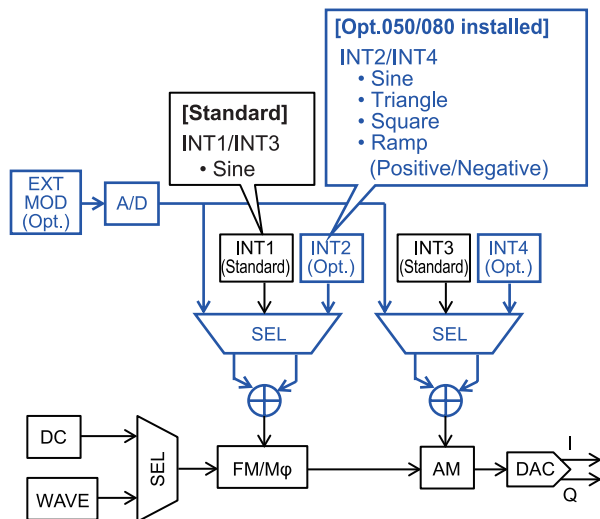 [Opt.050/080 installed]
INT2/INT4
• Sine
• Triangle
• Square
• Ramp
(Positive/Negative)
[Standard]
INT1/INT3
• Sine
EXT
MOD
(Opt.)
A/D
INT1
(Standard)
INT2
(Opt.)
INT3
(Standard)
INT4
(Opt.)
SEL
SEL
DC
WAVE
SEL
FM/Mφ
AM
DAC
I
Q